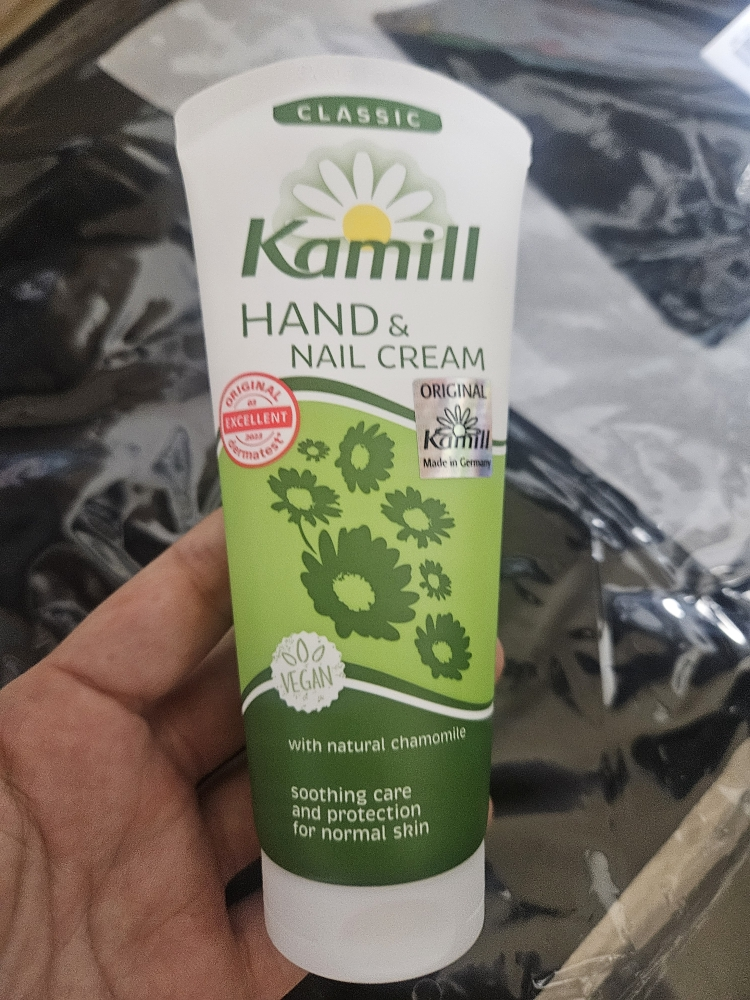 CLASSIC
Kamill
HAND &
NAIL CREAM
ORIGINAL
EXCELLENT
2023
dermatest
ORIGINAL
Kamill
Made in Germany
VEGAN
with natural chamomile
soothing care
and protection
for normal skin